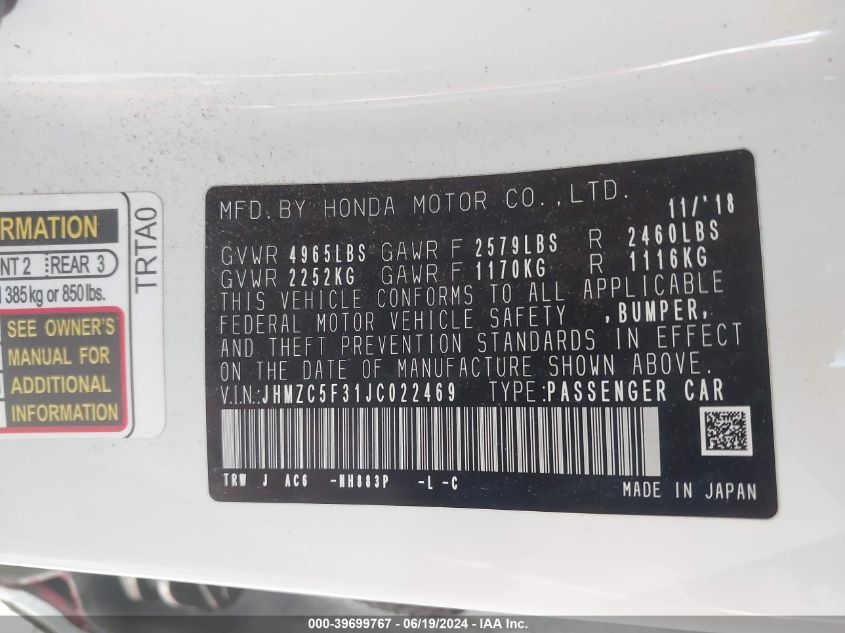 RMATION
NT 2 REAR 3
385 kg or 850 lbs.
SEE OWNER'S
MANUAL FOR
ADDITIONAL
INFORMATION
TRTA0
MFD. BY HONDA MOTOR CO., LTD. 11/'18
GVWR 4965LBS GAWR F 2579LBS R 2460LBS
GVWR 2252KG GAWR F 1170KG R 1116KG
THIS VEHICLE CONFORMS TO ALL APPLICABLE
FEDERAL MOTOR VEHICLE SAFETY ,BUMPER,
AND THEFT PREVENTION STANDARDS IN EFFECT
ON THE DATE OF MANUFACTURE SHOWN ABOVE.
V.I.N.:JHMZC5F31JC022469 TYPE:PASSENGER CAR
TRW J AC6 -NH883P -L -C
MADE IN JAPAN
000-39699767 - 06/19/2024 - IAA Inc.